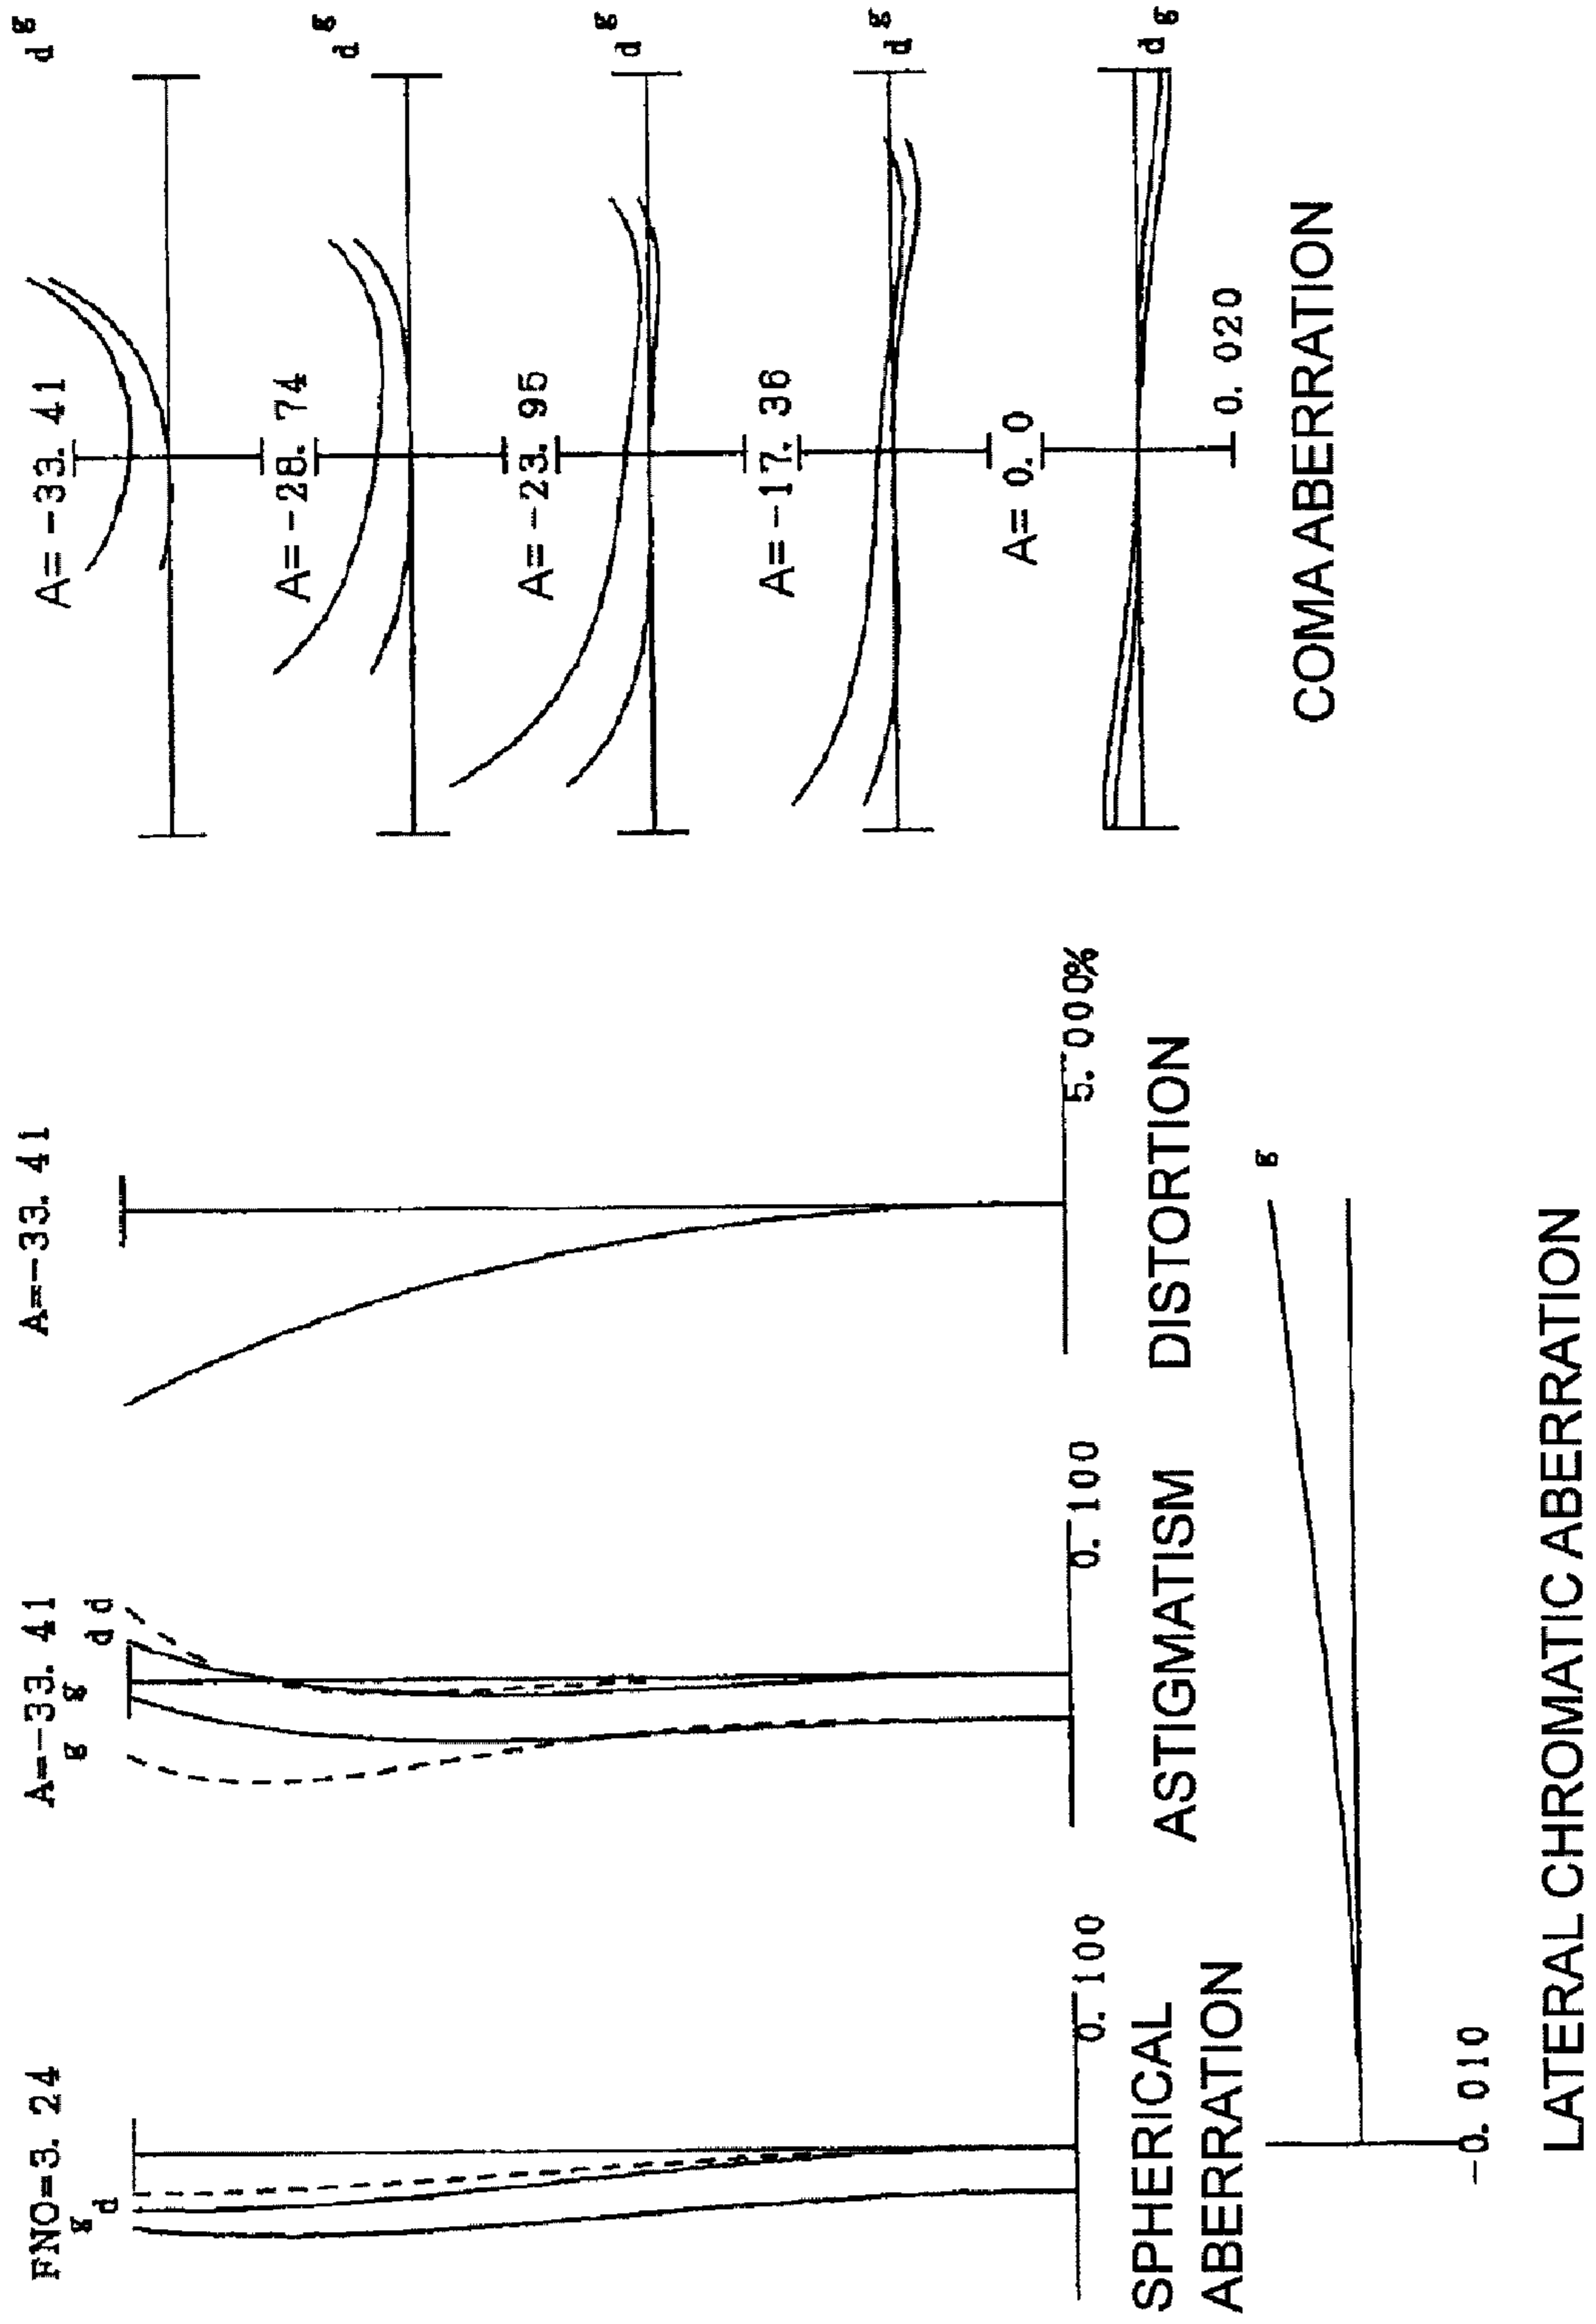 FNO=3.24
g
d
0.100
SPHERICAL
ABERRATION
A=-33.41
g g d d
0.100
ASTIGMATISM
A=-33.41
5.000%
DISTORTION
g
-0.010
LATERAL CHROMATIC ABERRATION
A=-33.41
d g
A=-28.74
d g
A=-23.95
d g
A=-17.36
d g
A= 0.0
d g
0.020
COMA ABERRATION